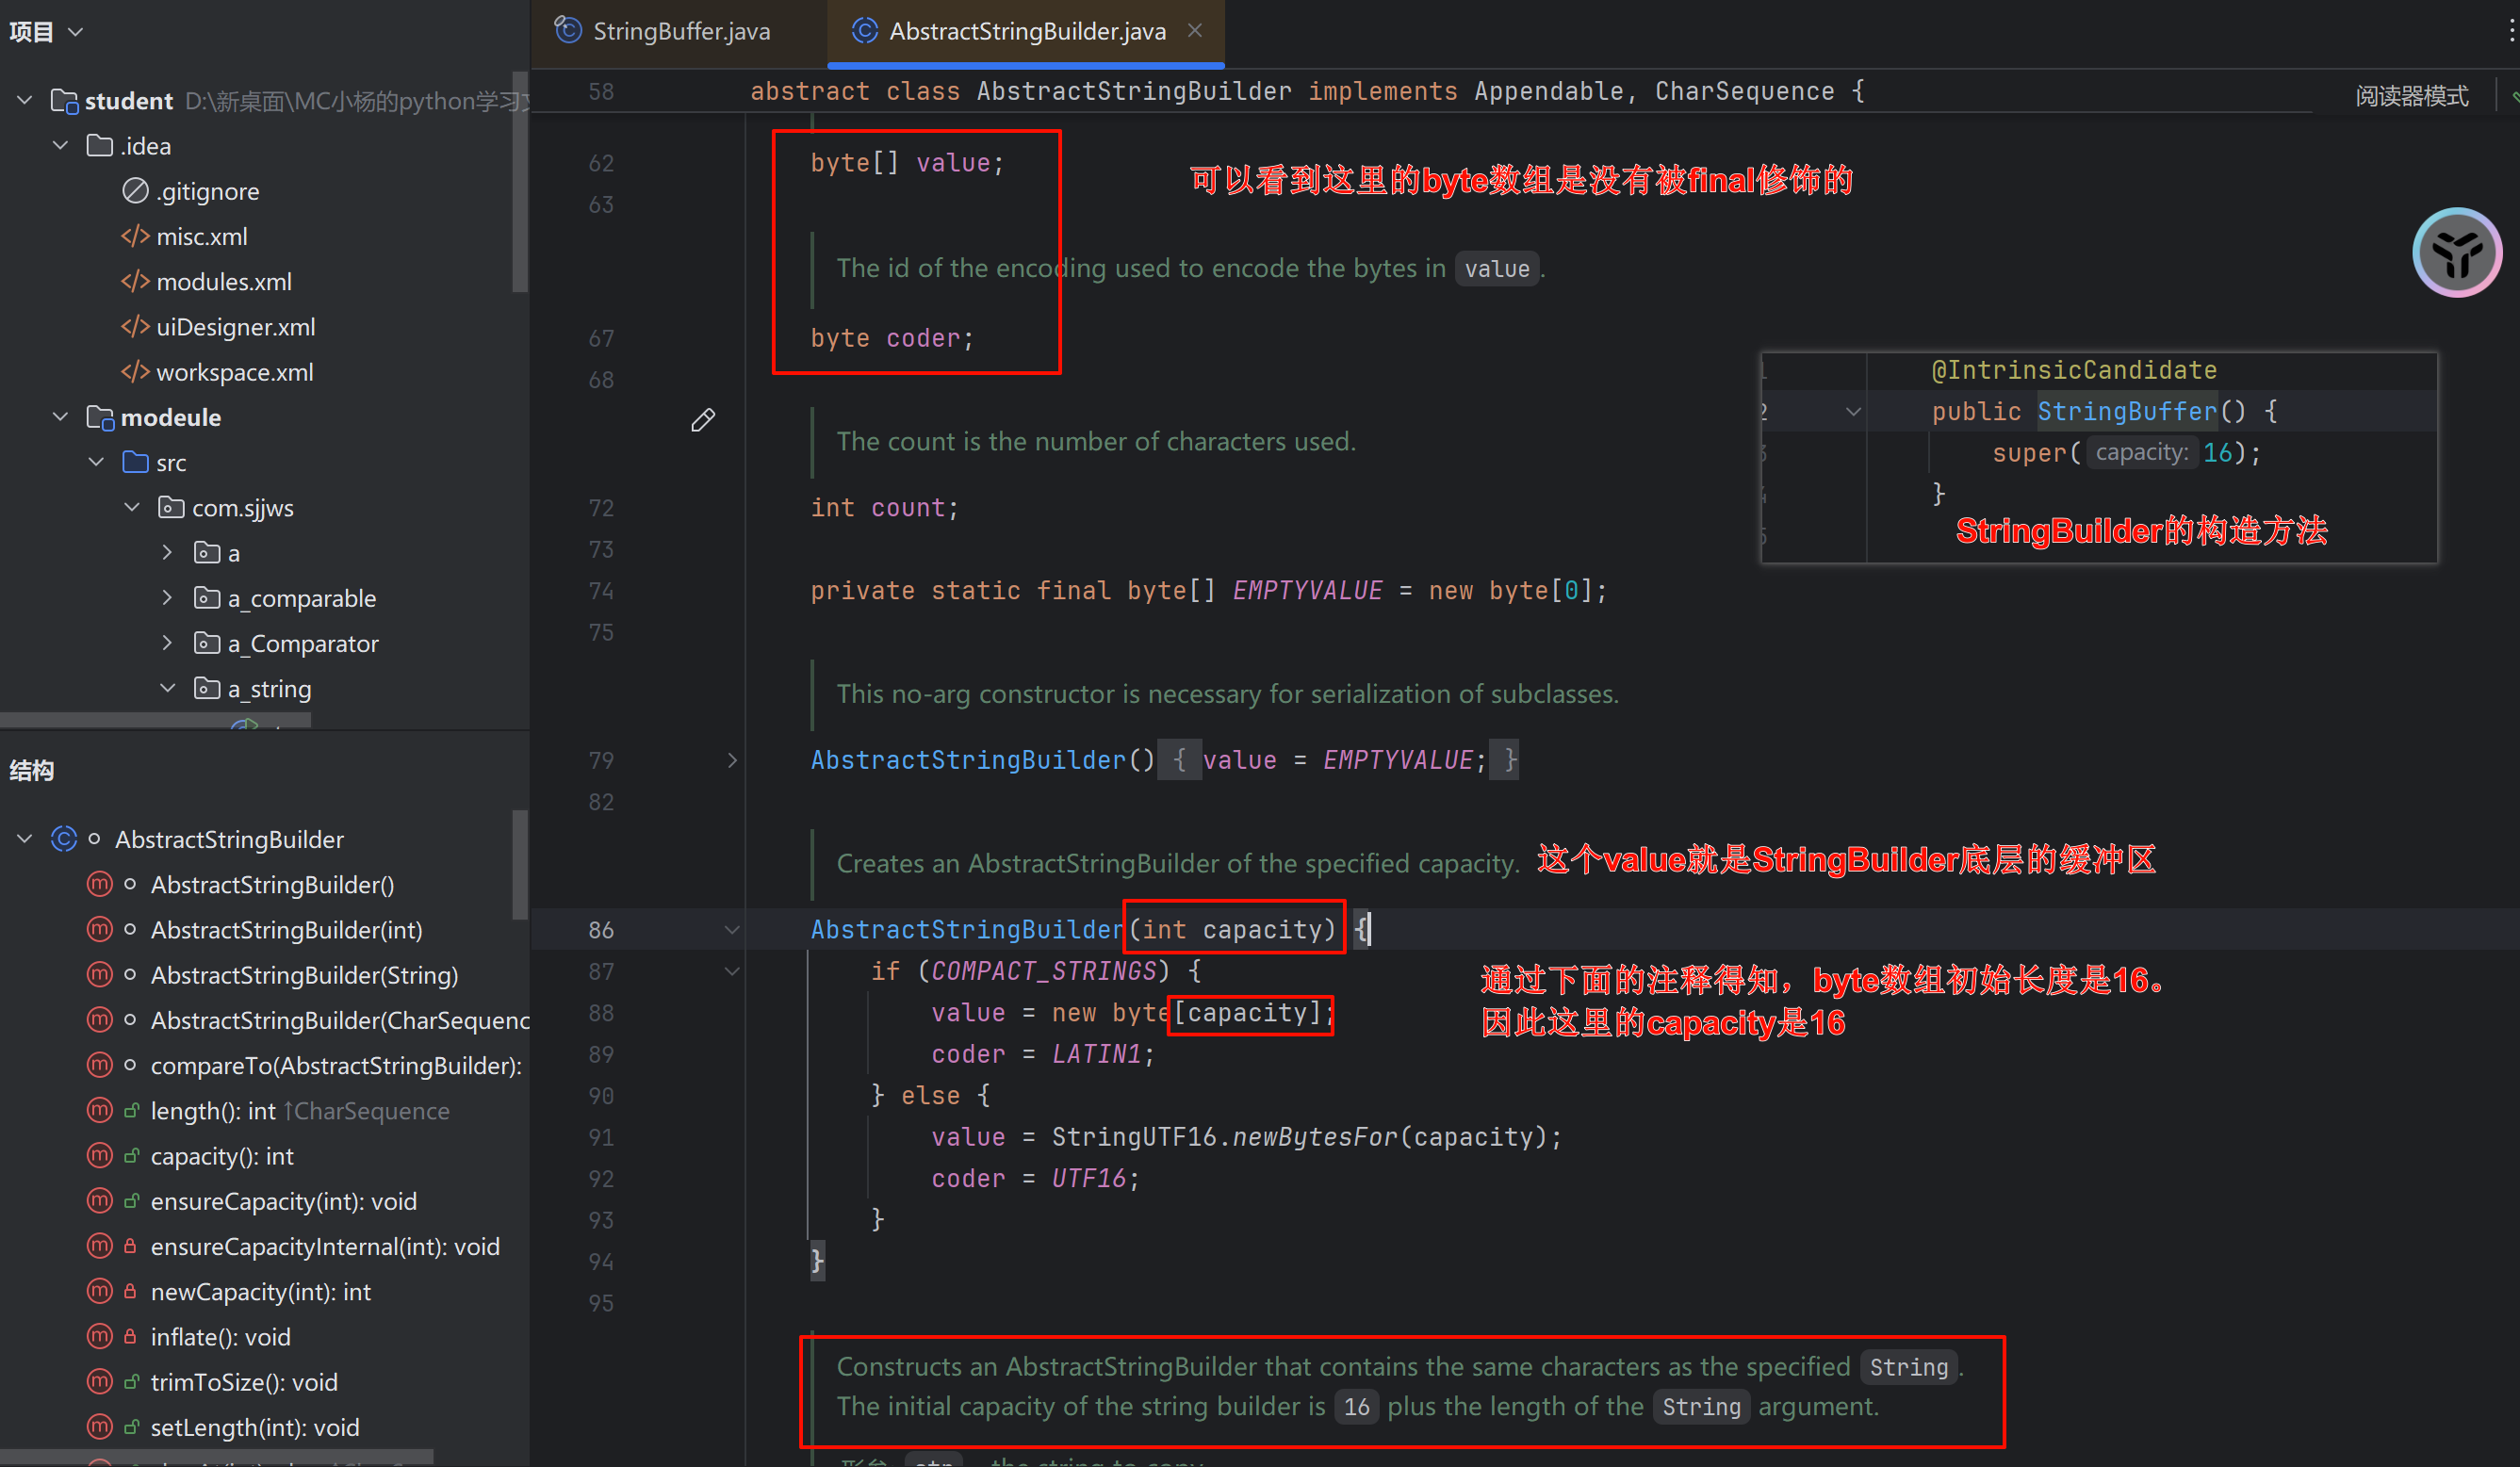 项目
student D:\新桌面\MC小杨的python学习文
.idea
.gitignore
misc.xml
modules.xml
uiDesigner.xml
workspace.xml
modeule
src
com.sjjws
a
a_comparable
a_Comparator
a_string
结构
AbstractStringBuilder
AbstractStringBuilder()
AbstractStringBuilder(int)
AbstractStringBuilder(String)
AbstractStringBuilder(CharSequenc
compareTo(AbstractStringBuilder):
length(): int ↑CharSequence
capacity(): int
ensureCapacity(int): void
ensureCapacityInternal(int): void
newCapacity(int): int
inflate(): void
trimToSize(): void
setLength(int): void
StringBuffer.java
AbstractStringBuilder.java
阅读器模式
58 abstract class AbstractStringBuilder implements Appendable, CharSequence {
62 byte[] value;
可以看到这里的byte数组是没有被final修饰的
63
The id of the encoding used to encode the bytes in value.
67 byte coder;
68
The count is the number of characters used.
72 int count;
73
74 private static final byte[] EMPTYVALUE = new byte[0];
75
This no-arg constructor is necessary for serialization of subclasses.
79 AbstractStringBuilder() { value = EMPTYVALUE; }
82
Creates an AbstractStringBuilder of the specified capacity.
这个value就是StringBuilder底层的缓冲区
86 AbstractStringBuilder(int capacity) {
87 if (COMPACT_STRINGS) {
88 value = new byte[capacity];
89 coder = LATIN1;
90 } else {
91 value = StringUTF16.newBytesFor(capacity);
92 coder = UTF16;
93 }
94 }
95
通过下面的注释得知，byte数组初始长度是16。
因此这里的capacity是16
Constructs an AbstractStringBuilder that contains the same characters as the specified String.
The initial capacity of the string builder is 16 plus the length of the String argument.
@IntrinsicCandidate
public StringBuffer() {
super( capacity: 16);
}
StringBuilder的构造方法